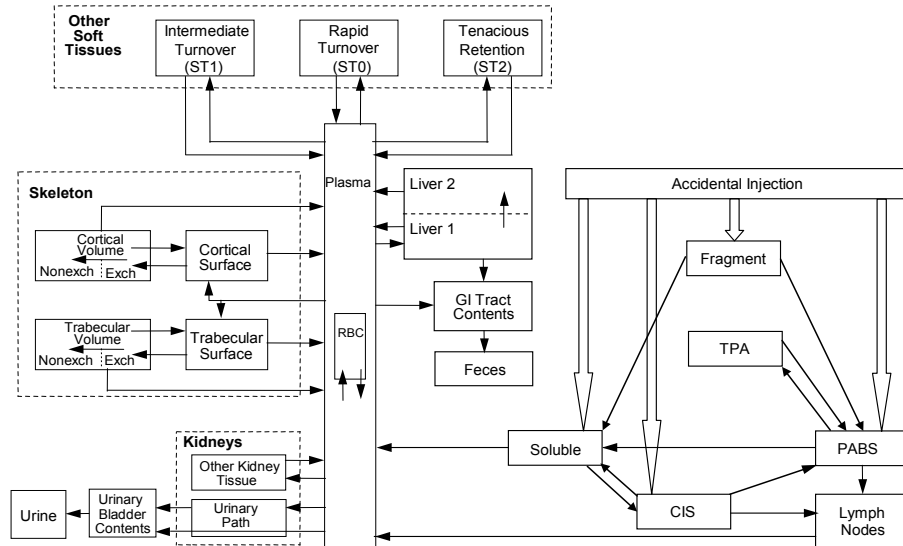 Other
Soft
Tissues
Intermediate
Turnover
(ST1)
Rapid
Turnover
(ST0)
Tenacious
Retention
(ST2)
Plasma
Liver 2
Liver 1
Accidental Injection
Skeleton
Cortical
Volume
Nonexch
Exch
Cortical
Surface
Fragment
GI Tract
Contents
Trabecular
Volume
Nonexch
Exch
Trabecular
Surface
RBC
TPA
Feces
Kidneys
Other Kidney
Tissue
Soluble
PABS
Urine
Urinary
Bladder
Contents
Urinary
Path
CIS
Lymph
Nodes